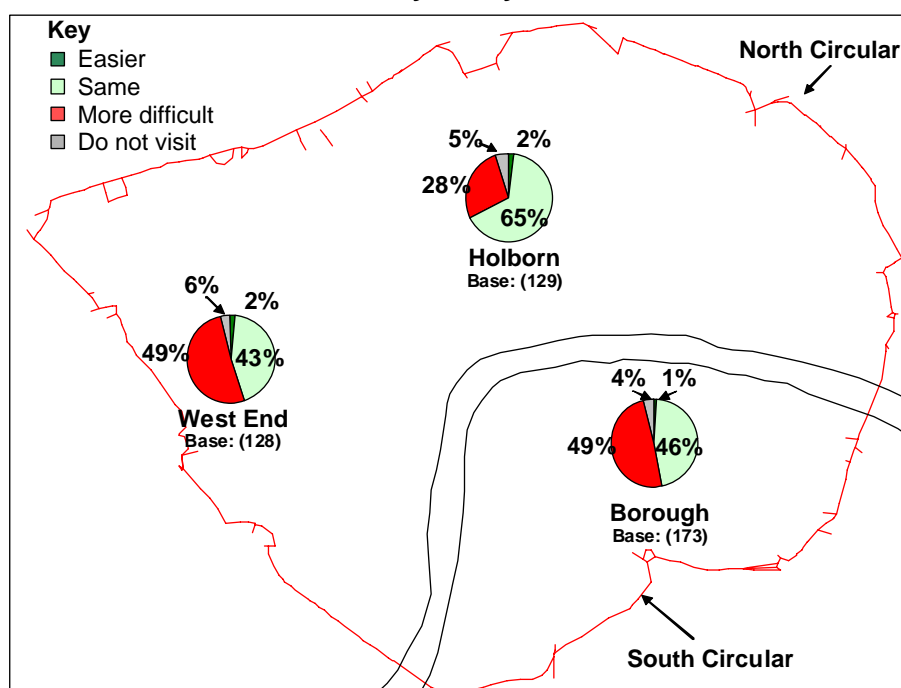 Key
Easier
Same
More difficult
Do not visit
North Circular
5%
2%
28%
65%
Holborn
Base: (129)
6%
2%
49%
43%
West End
Base: (128)
4%
1%
49%
46%
Borough
Base: (173)
South Circular